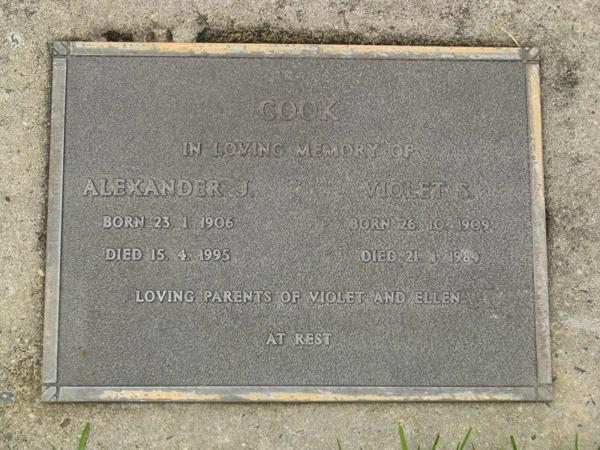 COOK
IN LOVING MEMORY OF
ALEXANDER J. VIOLET S.
BORN 23. 1. 1906 BORN 26. 10. 1909
DIED 15. 4. 1995 DIED 21. 4. 1984
LOVING PARENTS OF VIOLET AND ELLEN
AT REST